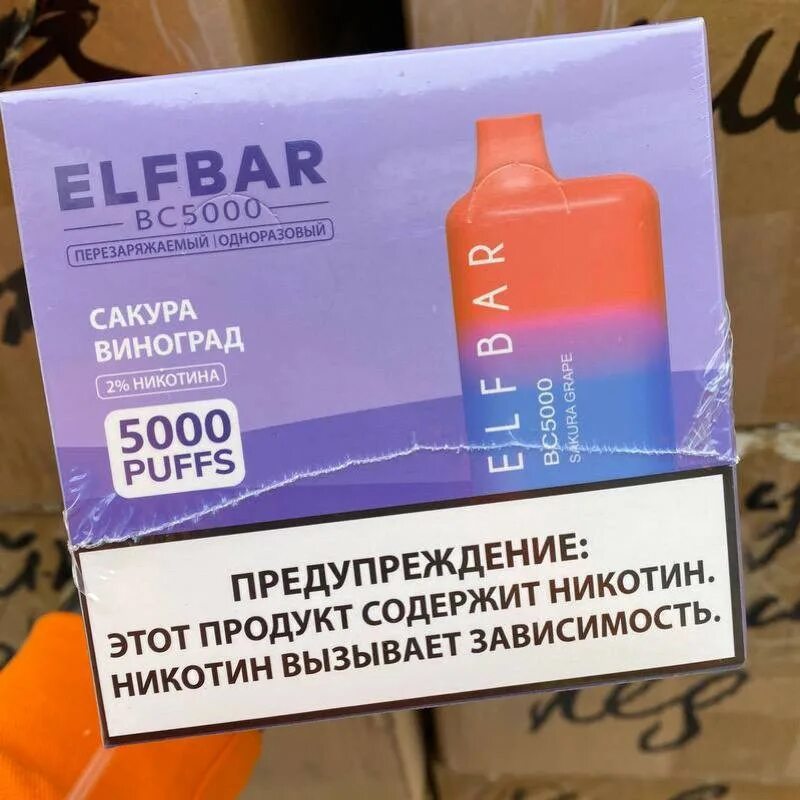 ELFBAR
BC5000
ПЕРЕЗАРЯЖАЕМЫЙ | ОДНОРАЗОВЫЙ
САКУРА
ВИНОГРАД
2% НИКОТИНА
5000
PUFFS
ELFBAR
BC5000
SAKURA GRAPE
ПРЕДУПРЕЖДЕНИЕ:
ЭТОТ ПРОДУКТ СОДЕРЖИТ НИКОТИН.
НИКОТИН ВЫЗЫВАЕТ ЗАВИСИМОСТЬ.